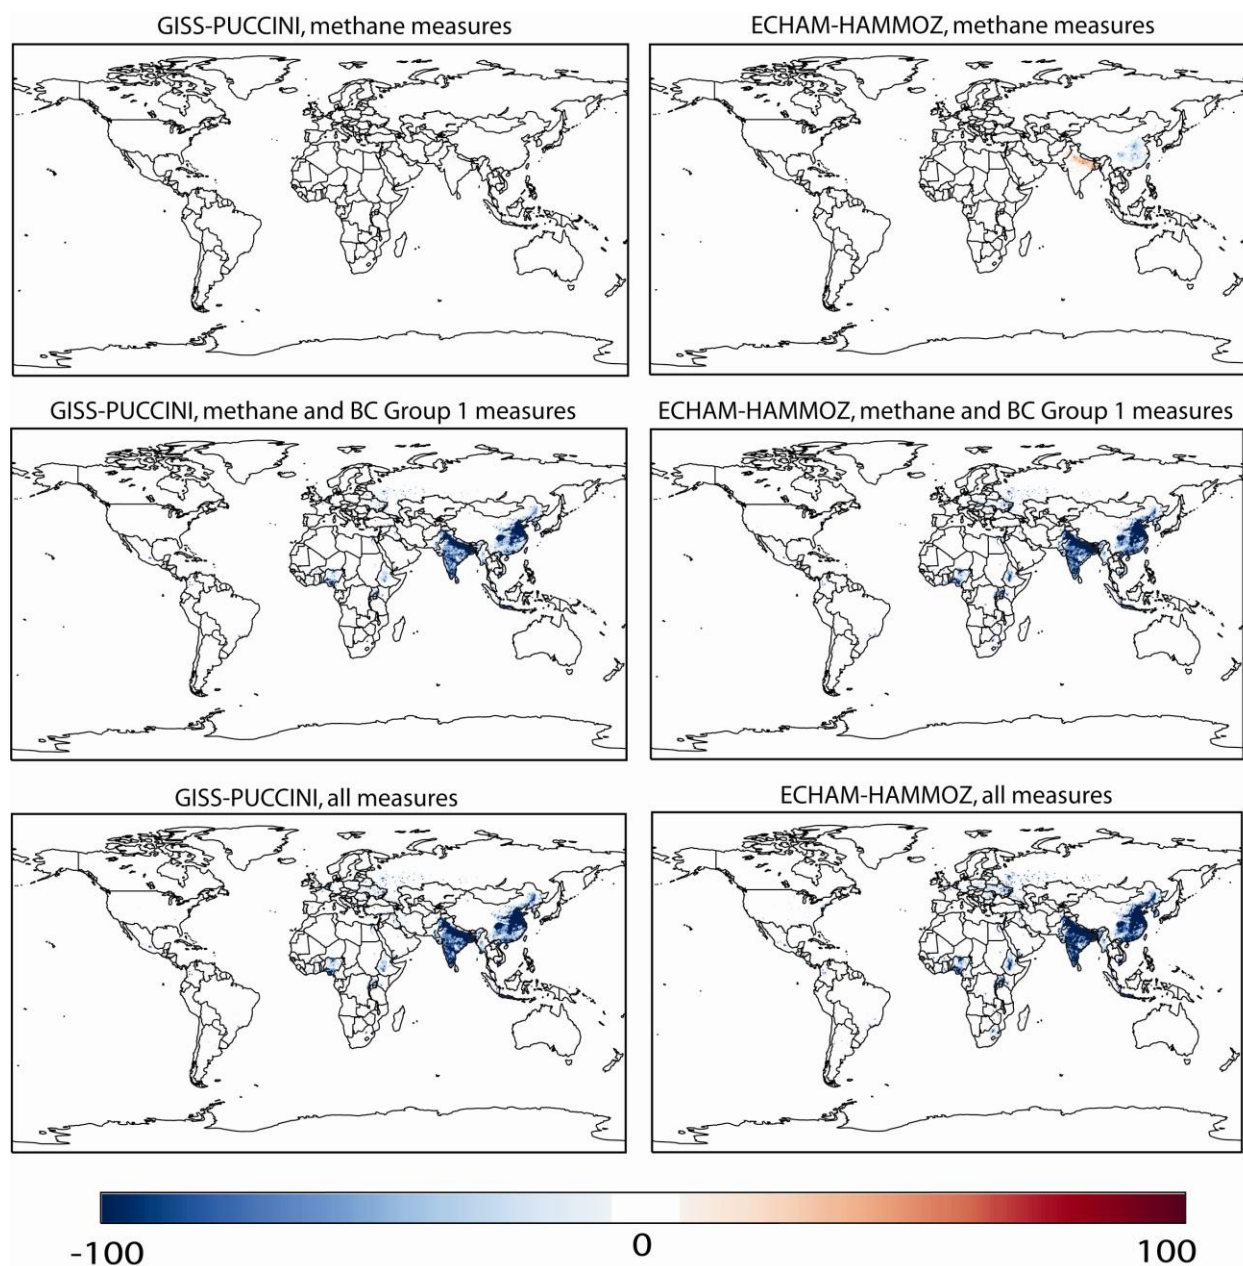 GISS-PUCCINI, methane measures
ECHAM-HAMMOZ, methane measures
GISS-PUCCINI, methane and BC Group 1 measures
ECHAM-HAMMOZ, methane and BC Group 1 measures
GISS-PUCCINI, all measures
ECHAM-HAMMOZ, all measures
-100
0
100